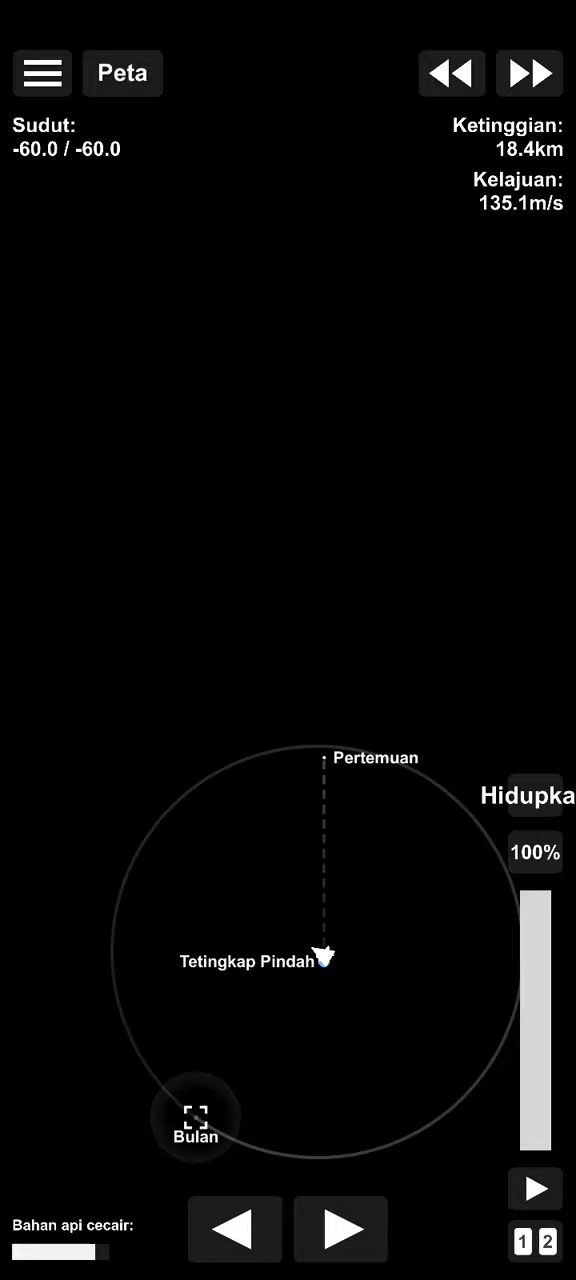 Peta
Sudut:
-60.0 / -60.0
Ketinggian:
18.4km
Kelajuan:
135.1m/s
Pertemuan
Hidupka
100%
Tetingkap Pindah
Bulan
Bahan api cecair:
1 2